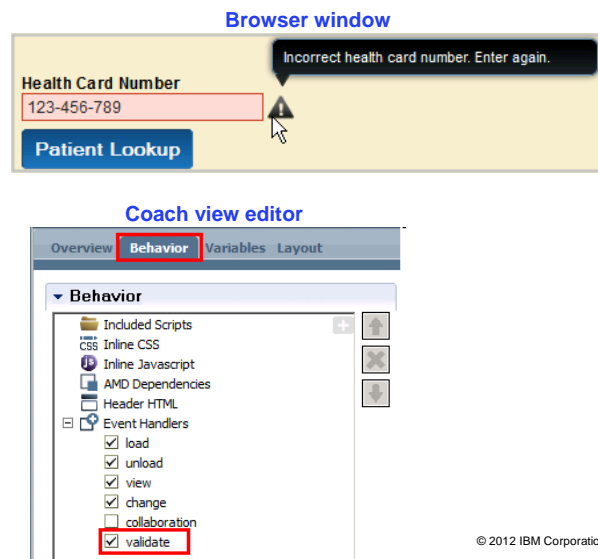 Browser window
Incorrect health card number. Enter again.
Health Card Number
123-456-789
Patient Lookup
Coach view editor
Overview Behavior Variables Layout
Behavior
Included Scripts
CSS Inline CSS
Inline Javascript
AMD Dependencies
Header HTML
Event Handlers
load
unload
view
change
collaboration
validate
© 2012 IBM Corporatio